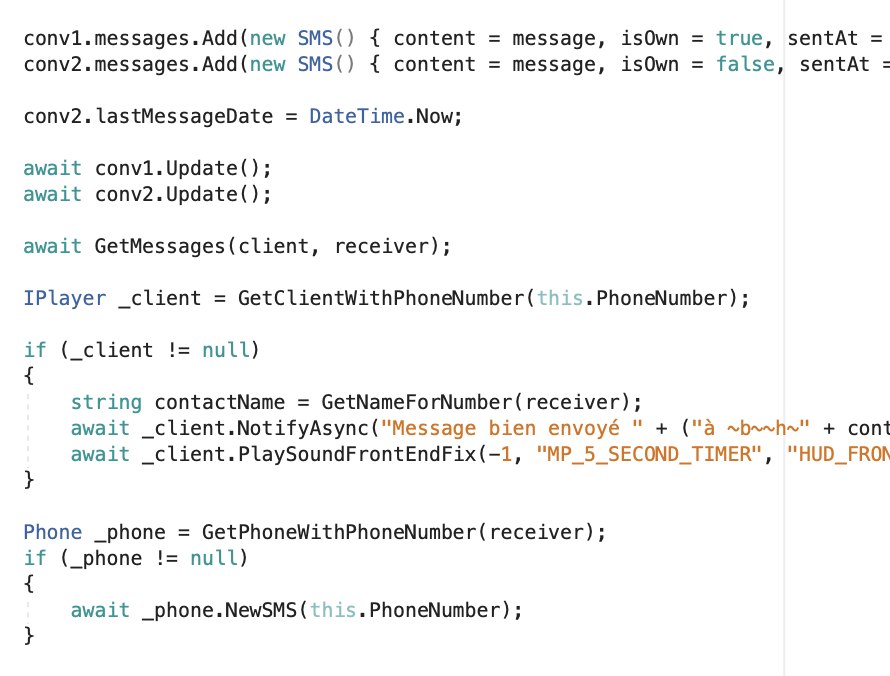 conv1.messages.Add(new SMS() { content = message, isOwn = true, sentAt =
conv2.messages.Add(new SMS() { content = message, isOwn = false, sentAt =
conv2.lastMessageDate = DateTime.Now;
await conv1.Update();
await conv2.Update();
await GetMessages(client, receiver);
IPlayer _client = GetClientWithPhoneNumber(this.PhoneNumber);
if (_client != null)
{
string contactName = GetNameForNumber(receiver);
await _client.NotifyAsync("Message bien envoyé " + ("à ~b~~h~" + cont
await _client.PlaySoundFrontEndFix(-1, "MP_5_SECOND_TIMER", "HUD_FRON
}
Phone _phone = GetPhoneWithPhoneNumber(receiver);
if (_phone != null)
{
await _phone.NewSMS(this.PhoneNumber);
}